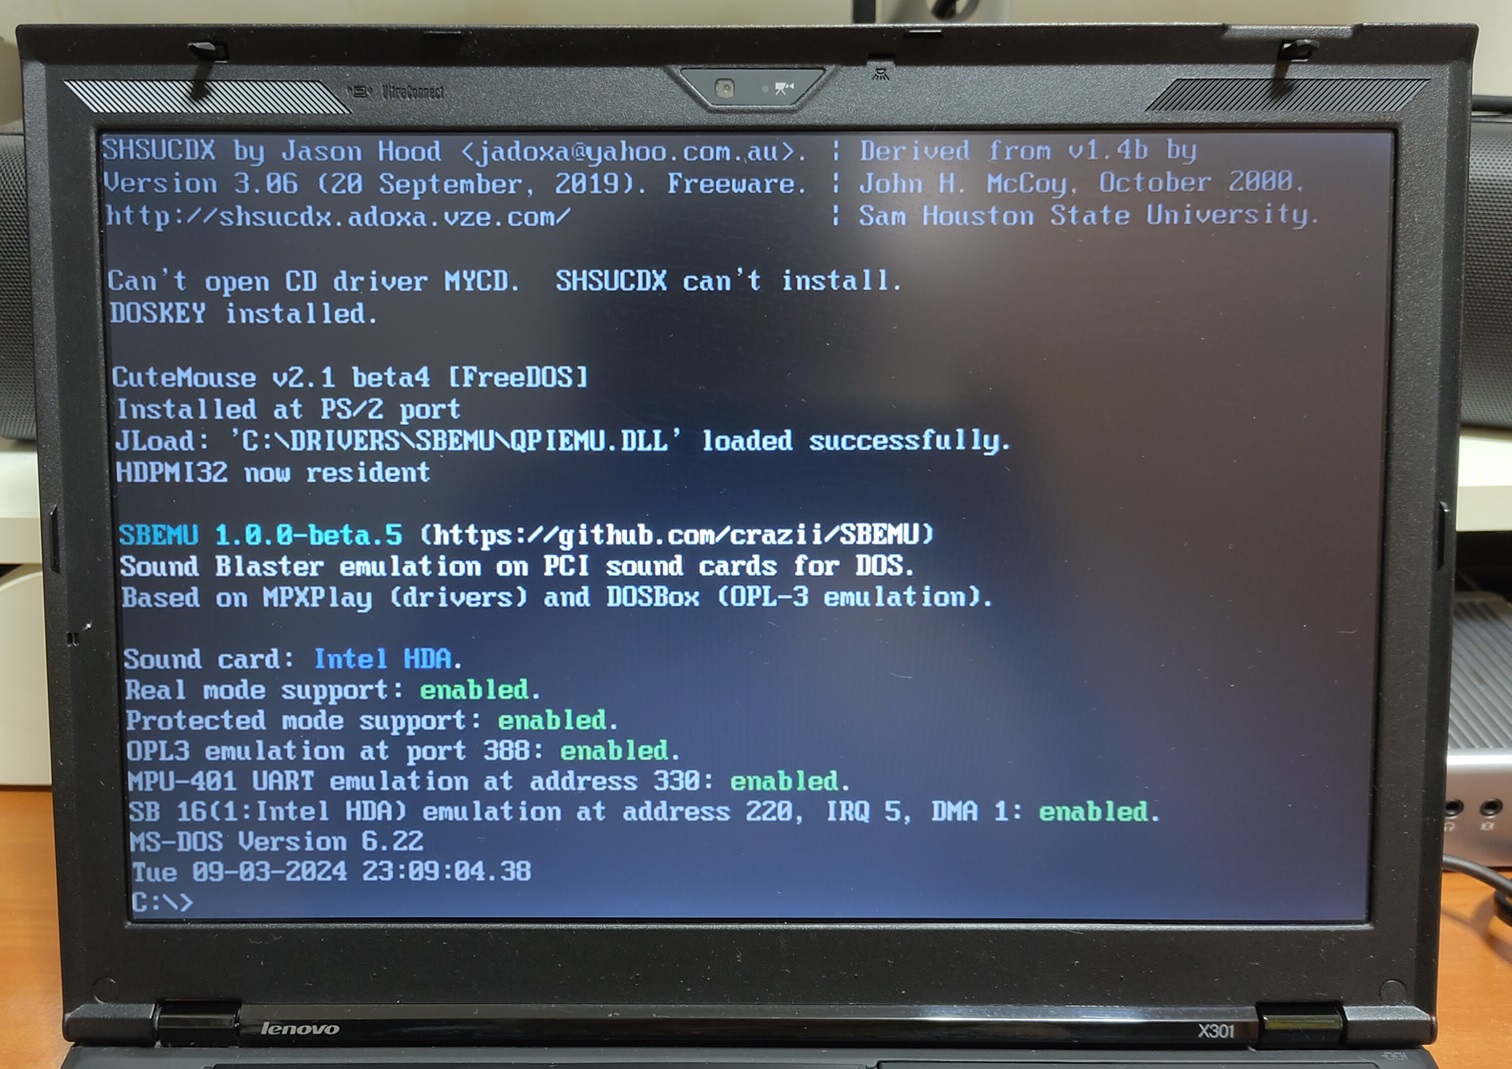 UltraConnect
SHSUCDX by Jason Hood <jadoxa@yahoo.com.au>. ¦ Derived from v1.4b by
Version 3.06 (20 September, 2019). Freeware. ¦ John H. McCoy, October 2000.
http://shsucdx.adoxa.vze.com/ ¦ Sam Houston State University.
Can't open CD driver MYCD. SHSUCDX can't install.
DOSKEY installed.
CuteMouse v2.1 beta4 [FreeDOS]
Installed at PS/2 port
JLoad: 'C:\DRIVERS\SBEMU\QPIEMU.DLL' loaded successfully.
HDPMI32 now resident
SBEMU 1.0.0-beta.5 (https://github.com/crazii/SBEMU)
Sound Blaster emulation on PCI sound cards for DOS.
Based on MPXPlay (drivers) and DOSBox (OPL-3 emulation).
Sound card: Intel HDA.
Real mode support: enabled.
Protected mode support: enabled.
OPL3 emulation at port 388: enabled.
MPU-401 UART emulation at address 330: enabled.
SB 16(1:Intel HDA) emulation at address 220, IRQ 5, DMA 1: enabled.
MS-DOS Version 6.22
Tue 09-03-2024 23:09:04.38
C:\>
lenovo
X301